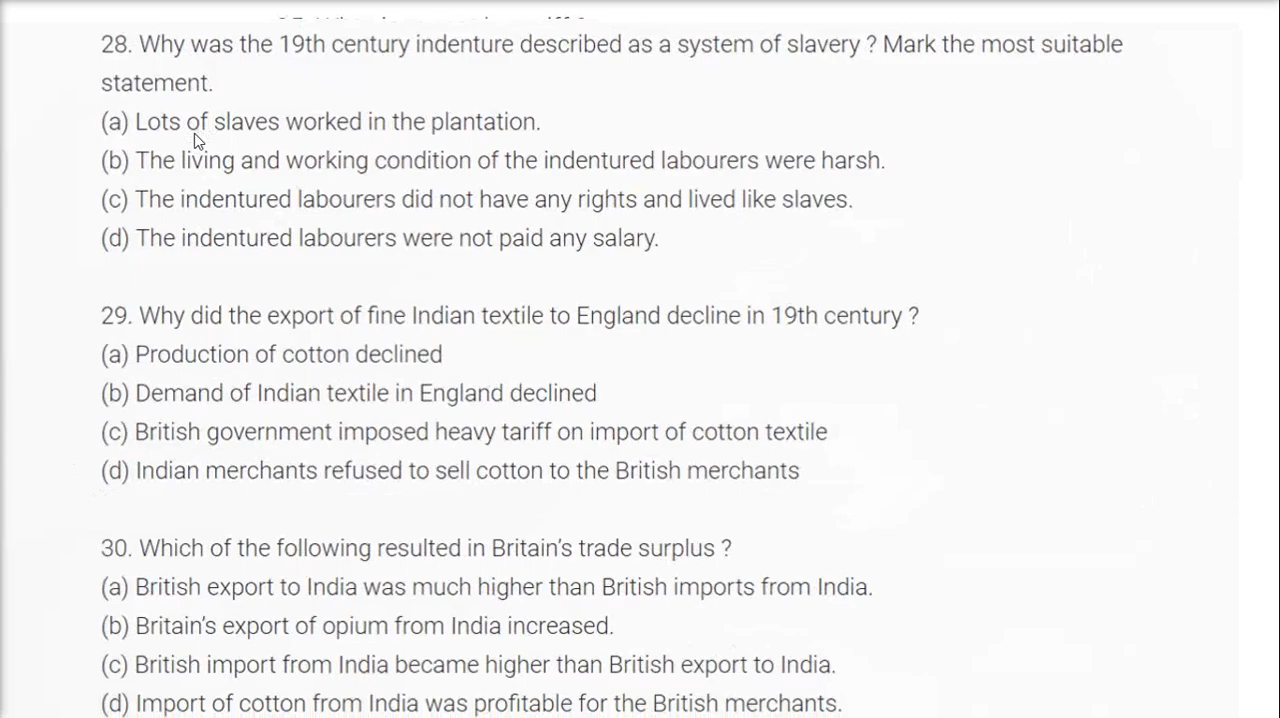 28. Why was the 19th century indenture described as a system of slavery ? Mark the most suitable
statement.
(a) Lots of slaves worked in the plantation.
(b) The living and working condition of the indentured labourers were harsh.
(c) The indentured labourers did not have any rights and lived like slaves.
(d) The indentured labourers were not paid any salary.
29. Why did the export of fine Indian textile to England decline in 19th century ?
(a) Production of cotton declined
(b) Demand of Indian textile in England declined
(c) British government imposed heavy tariff on import of cotton textile
(d) Indian merchants refused to sell cotton to the British merchants
30. Which of the following resulted in Britain's trade surplus ?
(a) British export to India was much higher than British imports from India.
(b) Britain's export of opium from India increased.
(c) British import from India became higher than British export to India.
(d) Import of cotton from India was profitable for the British merchants.